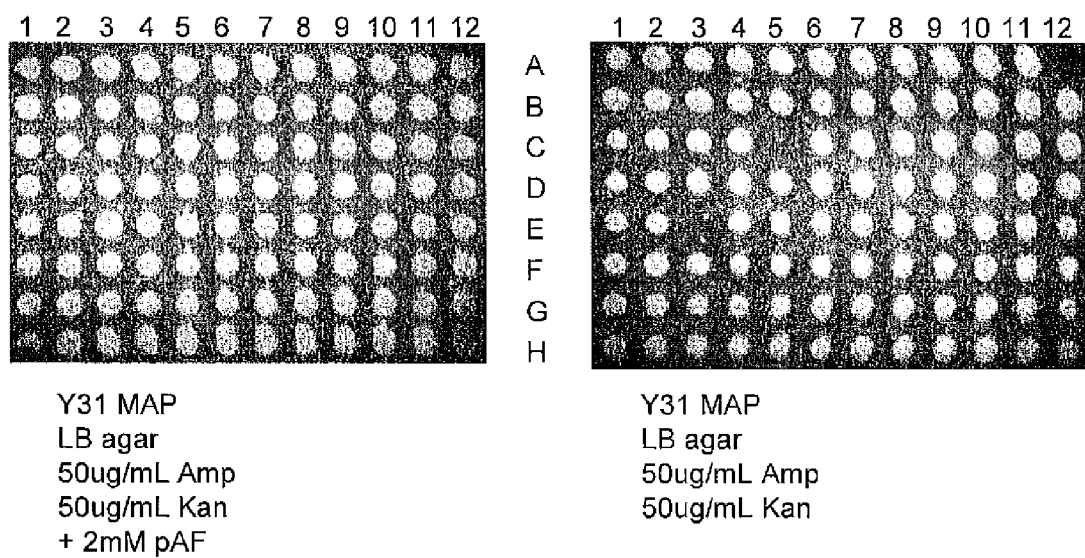 1 2 3 4 5 6 7 8 9 10 11 12
1 2 3 4 5 6 7 8 9 10 11 12
A
B
C
D
E
F
G
H
Y31 MAP
LB agar
50ug/mL Amp
50ug/mL Kan
+ 2mM pAF
Y31 MAP
LB agar
50ug/mL Amp
50ug/mL Kan